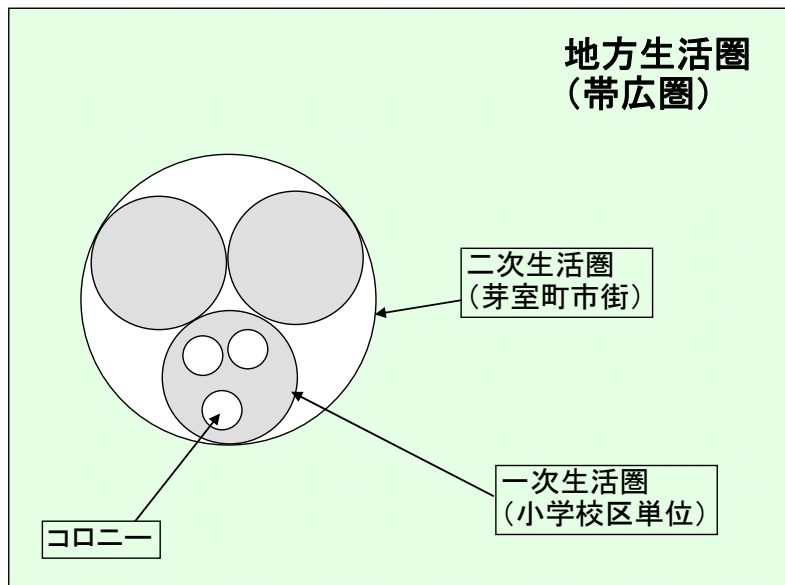 地方生活圏
（帯広圏）
二次生活圏
（芽室町市街）
一次生活圏
（小学校区単位）
コロニー